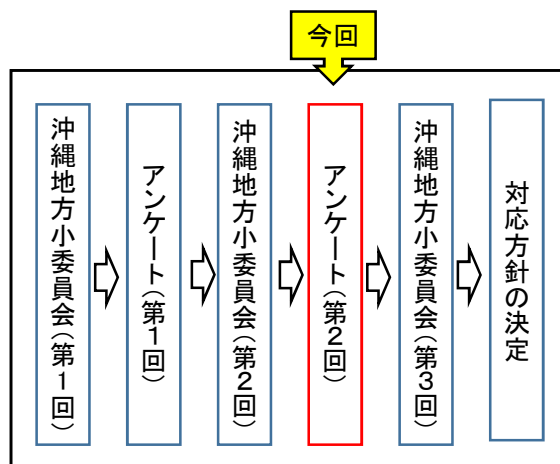 今回
沖縄地方小委員会(第1回)
アンケート(第1回)
沖縄地方小委員会(第2回)
アンケート(第2回)
沖縄地方小委員会(第3回)
対応方針の決定